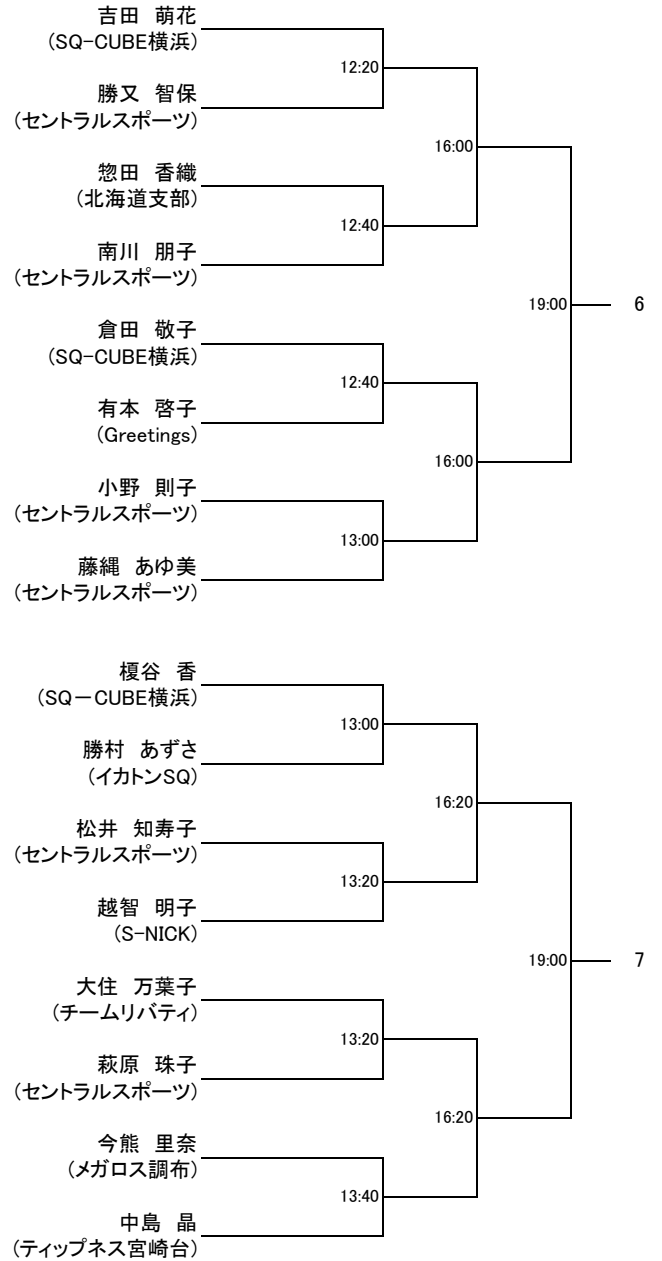 吉田　萌花
（SQ-CUBE横浜）
12:20
勝又　智保
（セントラルスポーツ）
16:00
惣田　香織
（北海道支部）
12:40
南川　朋子
（セントラルスポーツ）
19:00
6
倉田　敬子
（SQ-CUBE横浜）
12:40
有本　啓子
（Greetings）
16:00
小野　則子
（セントラルスポーツ）
13:00
藤縄　あゆ美
（セントラルスポーツ）
榎谷　香
（SQ－CUBE横浜）
13:00
勝村　あずさ
（イカトンSQ）
16:20
松井　知寿子
（セントラルスポーツ）
13:20
越智　明子
（S-NICK）
19:00
7
大住　万葉子
（チームリバティ）
13:20
萩原　珠子
（セントラルスポーツ）
16:20
今熊　里奈
（メガロス調布）
13:40
中島　晶
（ティップネス宮崎台）